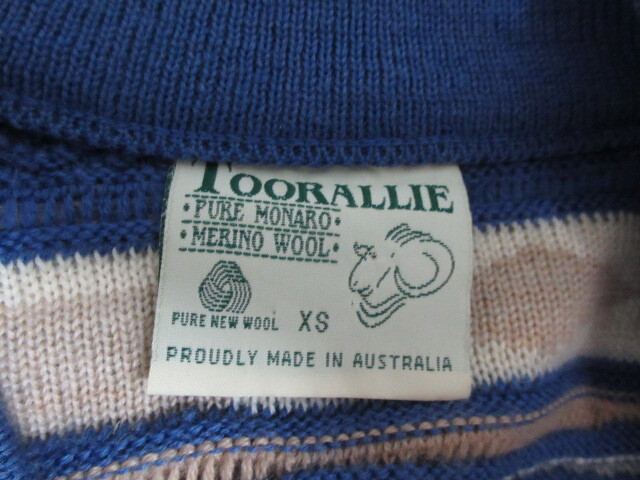 TOORALLIE
• PURE MONARO •
• MERINO WOOL •
PURE NEW WOOL XS
PROUDLY MADE IN AUSTRALIA